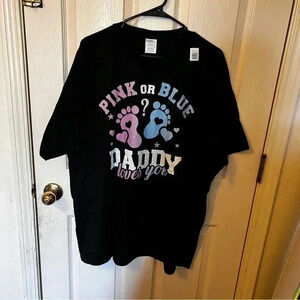 PINK OR BLUE
?
DADDY
loves you